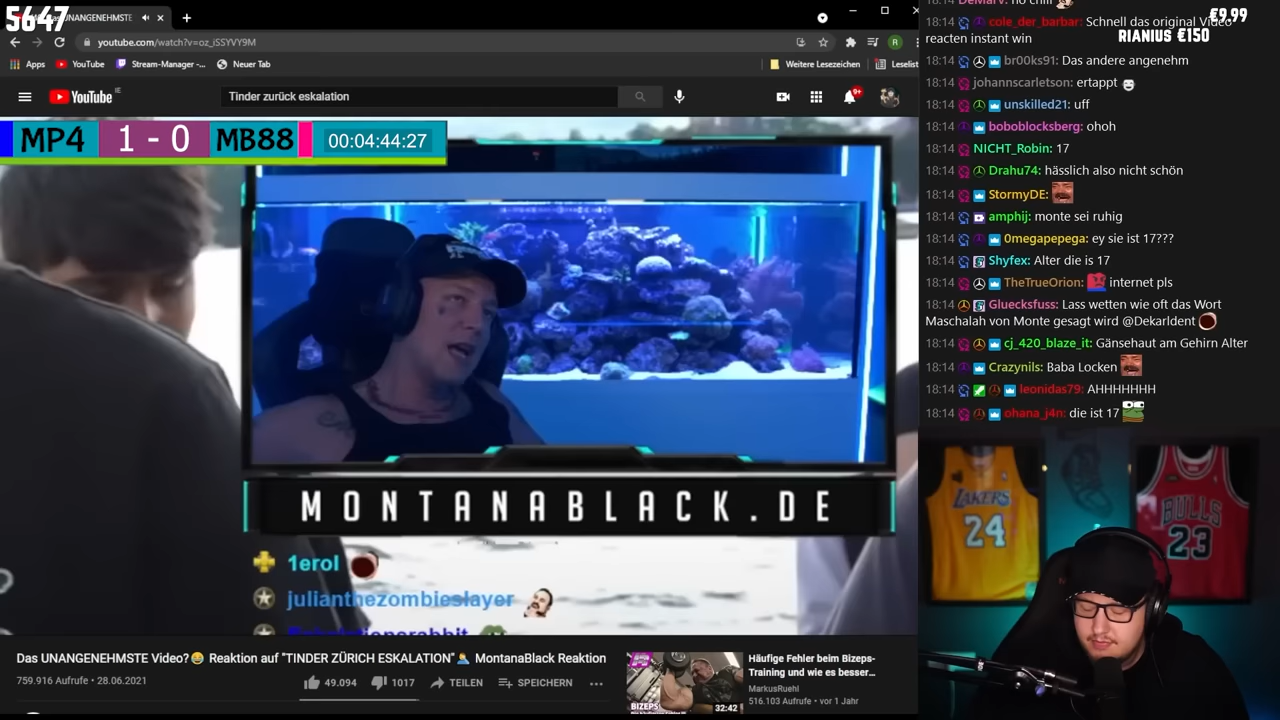 5647
UNANGENEHMSTE
youtube.com/watch?v=oz_iSSYVY9M
Apps
YouTube
Stream-Manager -...
Neuer Tab
Weitere Lesezeichen
Leselist
YouTube IE
Tinder zurück eskalation
9+
R
MP4 1 - 0 MB88 00:04:44:27
MONTANABLACK.DE
1erol
julianthezombieslayer
Das UNANGENEHMSTE Video?😂 Reaktion auf "TINDER ZÜRICH ESKALATION"🤦‍♂️ MontanaBlack Reaktion
759.916 Aufrufe • 28.06.2021
49.094
1017
TEILEN
SPEICHERN
BIZEPS
32:42
Häufige Fehler beim Bizeps-
Training und wie es besser...
MarkusRuehl
516.103 Aufrufe • vor 1 Jahr
€9.99
RIANIUS €150
18:14 cole_der_barbar: Schnell das original Video
reacten instant win
18:14 br00ks91: Das andere angenehm
18:14 johannscarletson: ertappt
18:14 unskilled21: uff
18:14 boboblocksberg: ohoh
18:14 NICHT_Robin: 17
18:14 Drahu74: hässlich also nicht schön
18:14 StormyDE:
18:14 amphij: monte sei ruhig
18:14 0megapepega: ey sie ist 17???
18:14 Shyfex: Alter die is 17
18:14 TheTrueOrion: internet pls
18:14 Gluecksfuss: Lass wetten wie oft das Wort
Maschalah von Monte gesagt wird @Dekarldent
18:14 cj_420_blaze_it: Gänsehaut am Gehirn Alter
18:14 Crazynils: Baba Locken
18:14 leonidas79: AHHHHHHH
18:14 ohana_j4n: die ist 17
LAKERS
24
BULLS
23